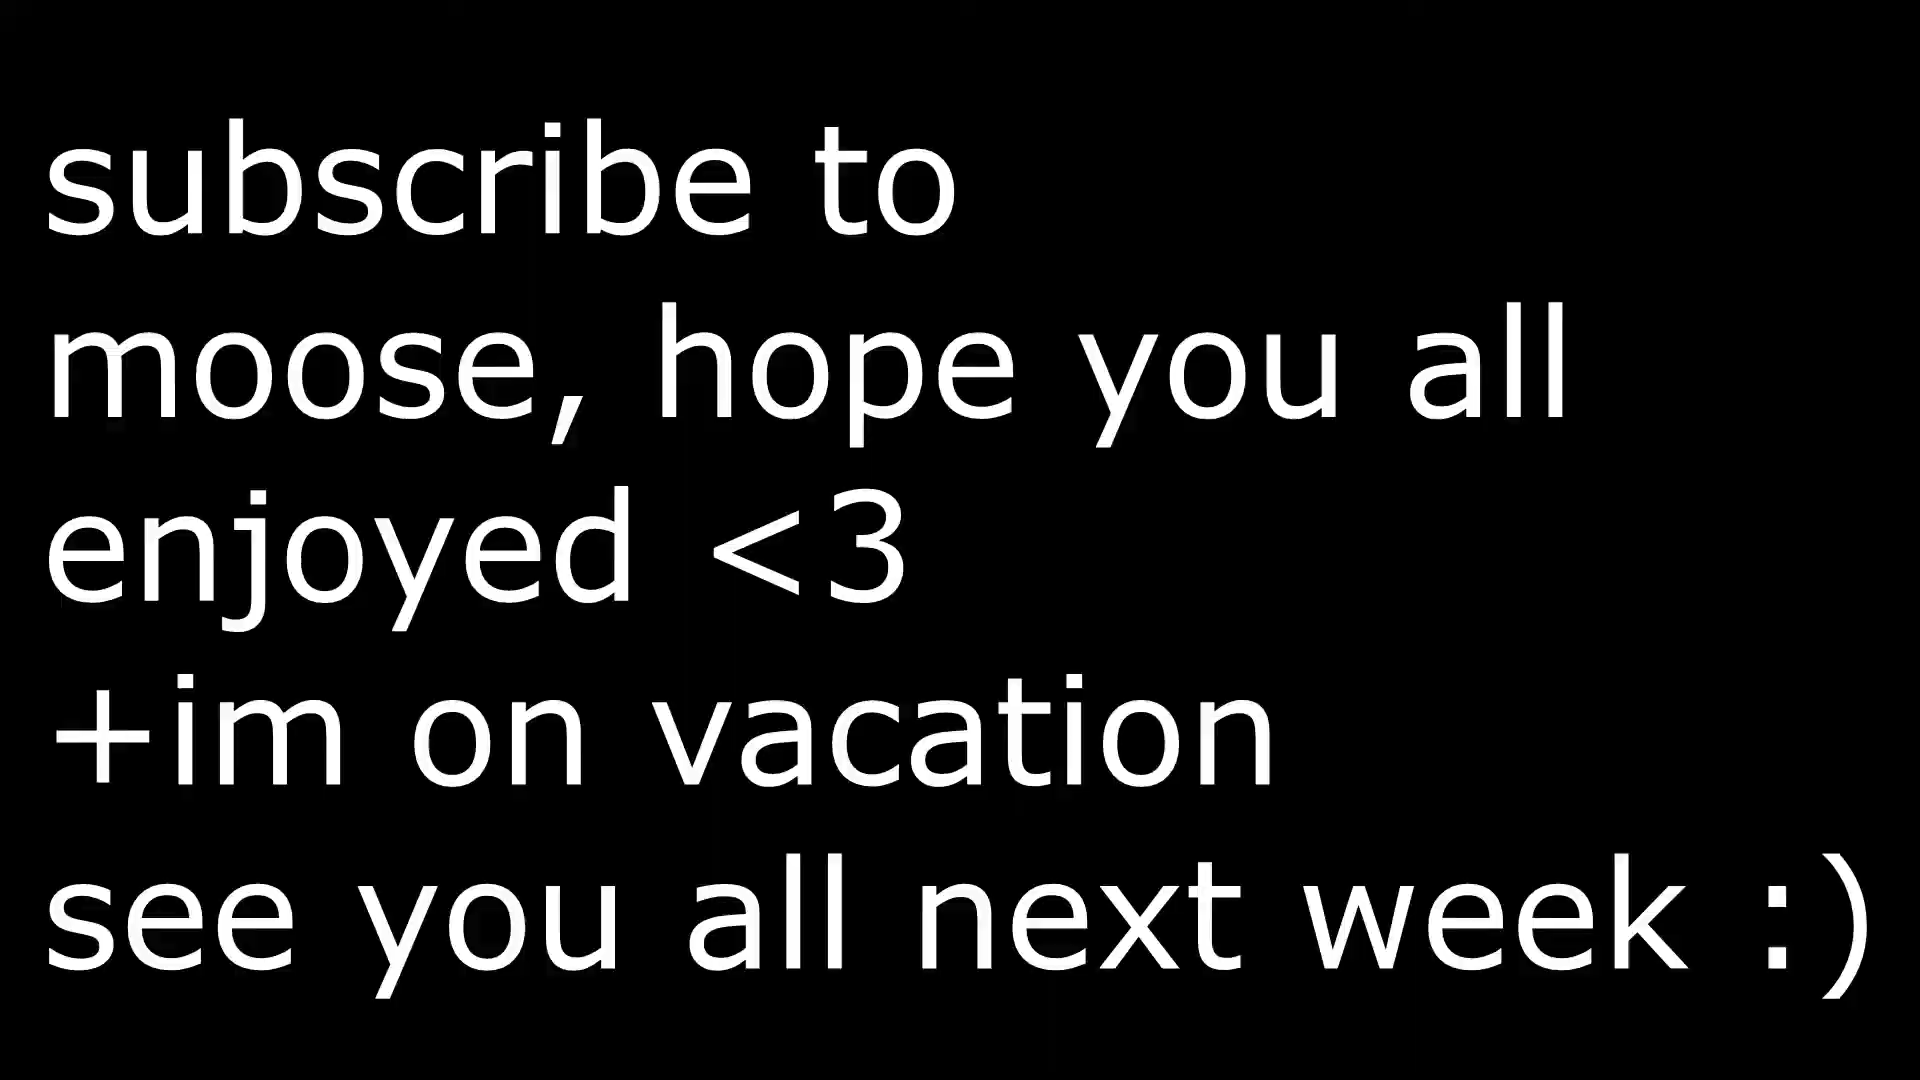 subscribe to
moose, hope you all
enjoyed <3
+im on vacation
see you all next week :)